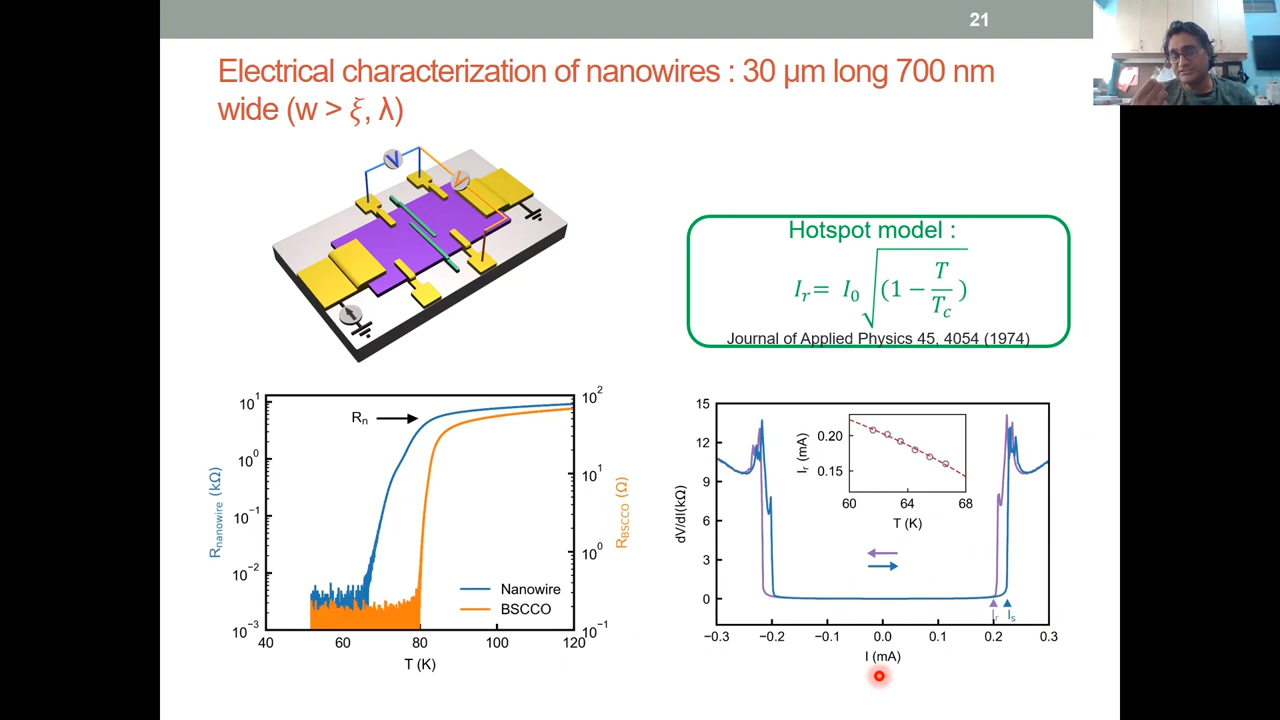 21
Electrical characterization of nanowires : 30 μm long 700 nm
wide (w > ξ, λ)
V
V
Hotspot model :
I_r = I_0 √(1 − T/T_c)
Journal of Applied Physics 45, 4054 (1974)
10^1
10^0
10^-1
10^-2
10^-3
R_nanowire (kΩ)
R_n
Nanowire
BSCCO
10^2
10^1
10^0
10^-1
R_BSCCO (Ω)
40 60 80 100 120
T (K)
15
12
9
6
3
0
dV/dI(kΩ)
0.20
0.15
I_r (mA)
60 64 68
T (K)
I_r I_s
−0.3 −0.2 −0.1 0.0 0.1 0.2 0.3
I (mA)